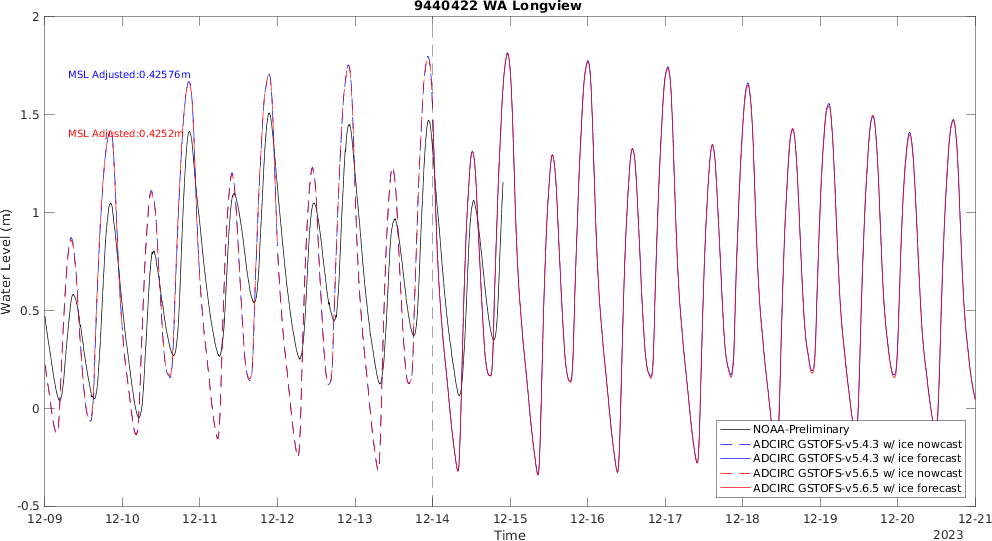 9440422 WA Longview
2
1.5
1
0.5
0
-0.5
Water Level (m)
MSL Adjusted:0.42576m
MSL Adjusted:0.4252m
NOAA-Preliminary
ADCIRC GSTOFS-v5.4.3 w/ ice nowcast
ADCIRC GSTOFS-v5.4.3 w/ ice forecast
ADCIRC GSTOFS-v5.6.5 w/ ice nowcast
ADCIRC GSTOFS-v5.6.5 w/ ice forecast
12-09 12-10 12-11 12-12 12-13 12-14 12-15 12-16 12-17 12-18 12-19 12-20 12-21
Time
2023